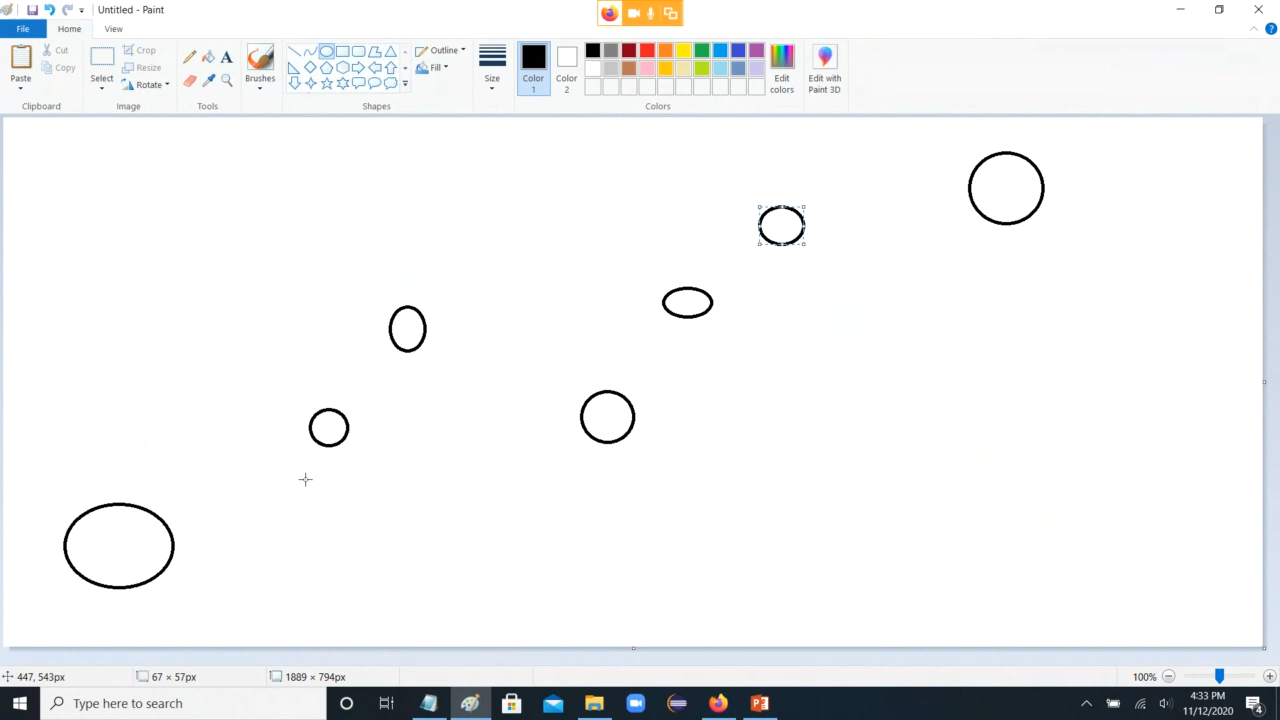 Untitled - Paint
File
Home
View
Paste
Cut
Copy
Clipboard
Select
Crop
Resize
Rotate
Image
A
Tools
Brushes
Outline
Fill
Shapes
Size
Color
1
Color
2
Edit
colors
Colors
Edit with
Paint 3D
?
447, 543px
67 × 57px
1889 × 794px
100%
Type here to search
4:33 PM
11/12/2020
4